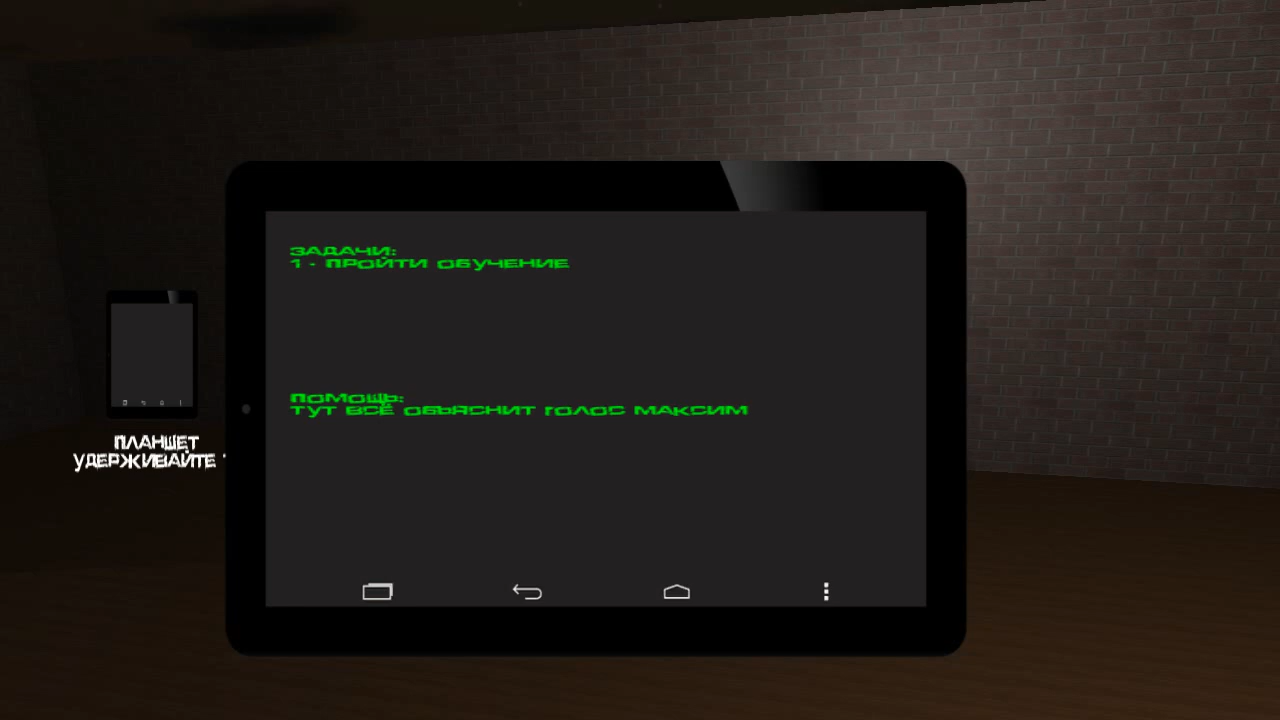 ЗАДАЧИ:
1 - ПРОЙТИ ОБУЧЕНИЕ
ПОМОЩЬ:
ТУТ ВСЁ ОБЪЯСНИТ ГОЛОС МАКСИМ
ПЛАНШЕТ
УДЕРЖИВАЙТЕ